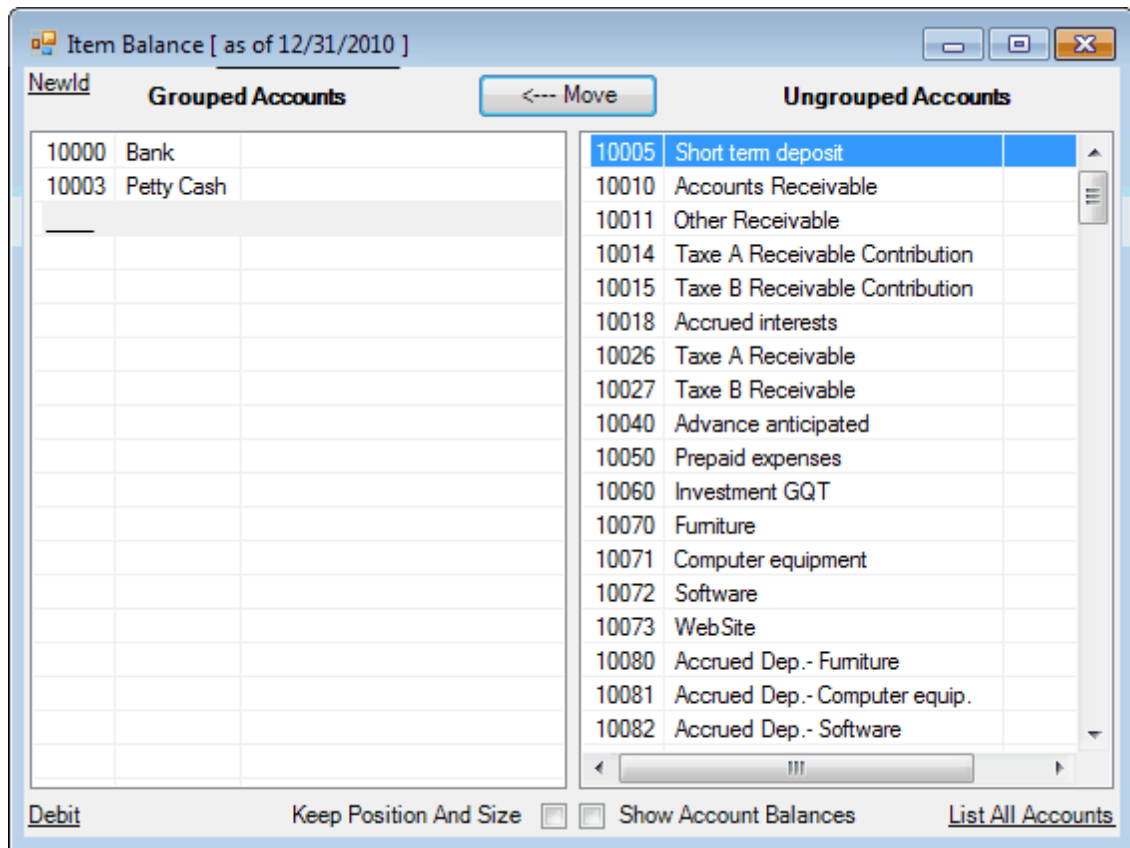 Item Balance [ as of 12/31/2010 ]
NewId Grouped Accounts <--- Move Ungrouped Accounts
10000 Bank
10003 Petty Cash
10005 Short term deposit
10010 Accounts Receivable
10011 Other Receivable
10014 Taxe A Receivable Contribution
10015 Taxe B Receivable Contribution
10018 Accrued interests
10026 Taxe A Receivable
10027 Taxe B Receivable
10040 Advance anticipated
10050 Prepaid expenses
10060 Investment GQT
10070 Furniture
10071 Computer equipment
10072 Software
10073 WebSite
10080 Accrued Dep.- Furniture
10081 Accrued Dep.- Computer equip.
10082 Accrued Dep.- Software
Debit Keep Position And Size Show Account Balances List All Accounts